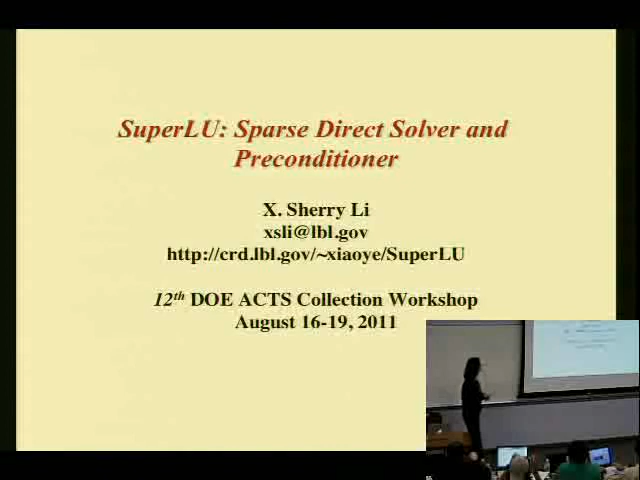 SuperLU: Sparse Direct Solver and
Preconditioner
X. Sherry Li
xsli@lbl.gov
http://crd.lbl.gov/~xiaoye/SuperLU
12th DOE ACTS Collection Workshop
August 16-19, 2011